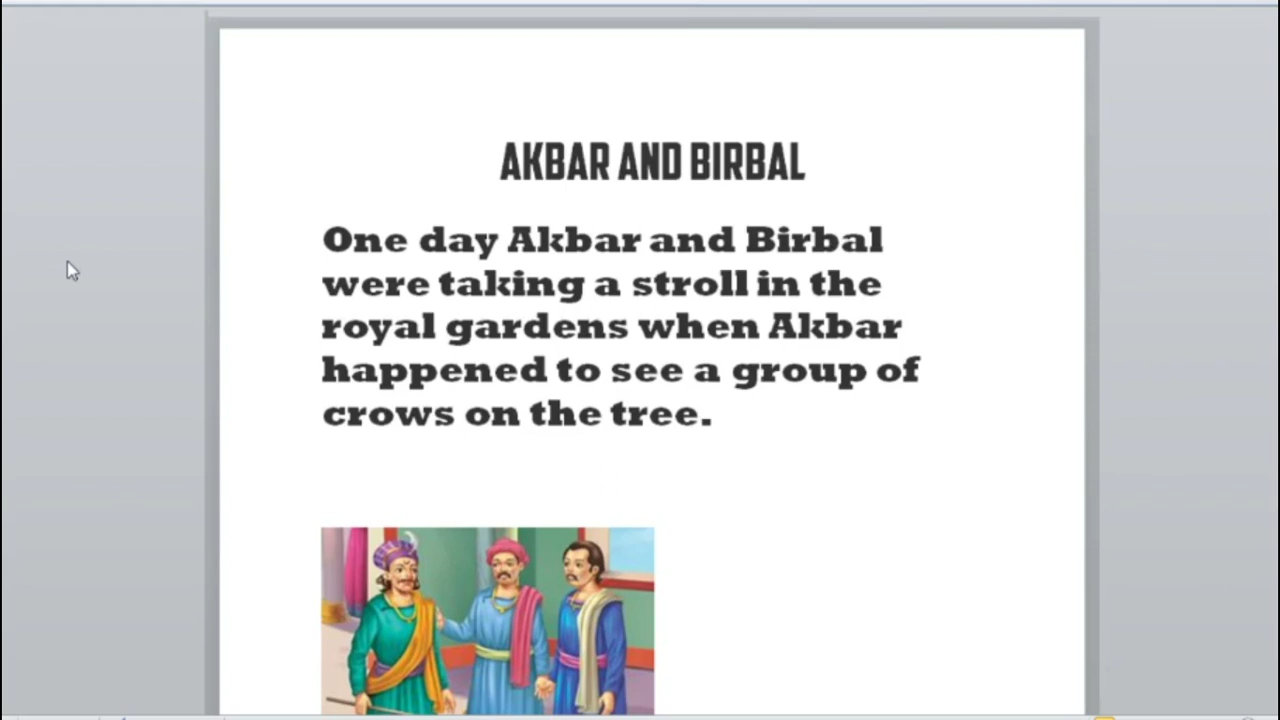 AKBAR AND BIRBAL
One day Akbar and Birbal
were taking a stroll in the
royal gardens when Akbar
happened to see a group of
crows on the tree.